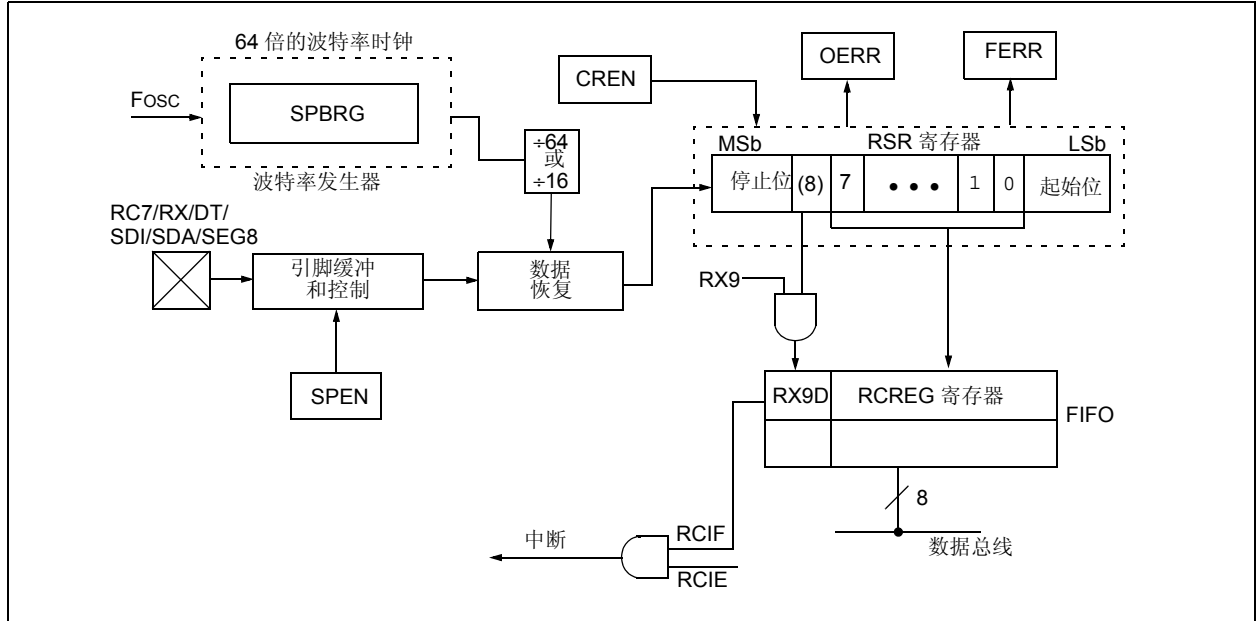 64 倍的波特率时钟
FOSC
SPBRG
波特率发生器
÷64
或
÷16
CREN
OERR
FERR
MSb
RSR 寄存器
LSb
停止位
(8)
7
• • •
1
0
起始位
RC7/RX/DT/
SDI/SDA/SEG8
引脚缓冲
和控制
数据
恢复
SPEN
RX9
RX9D
RCREG 寄存器
FIFO
8
数据总线
中断
RCIF
RCIE